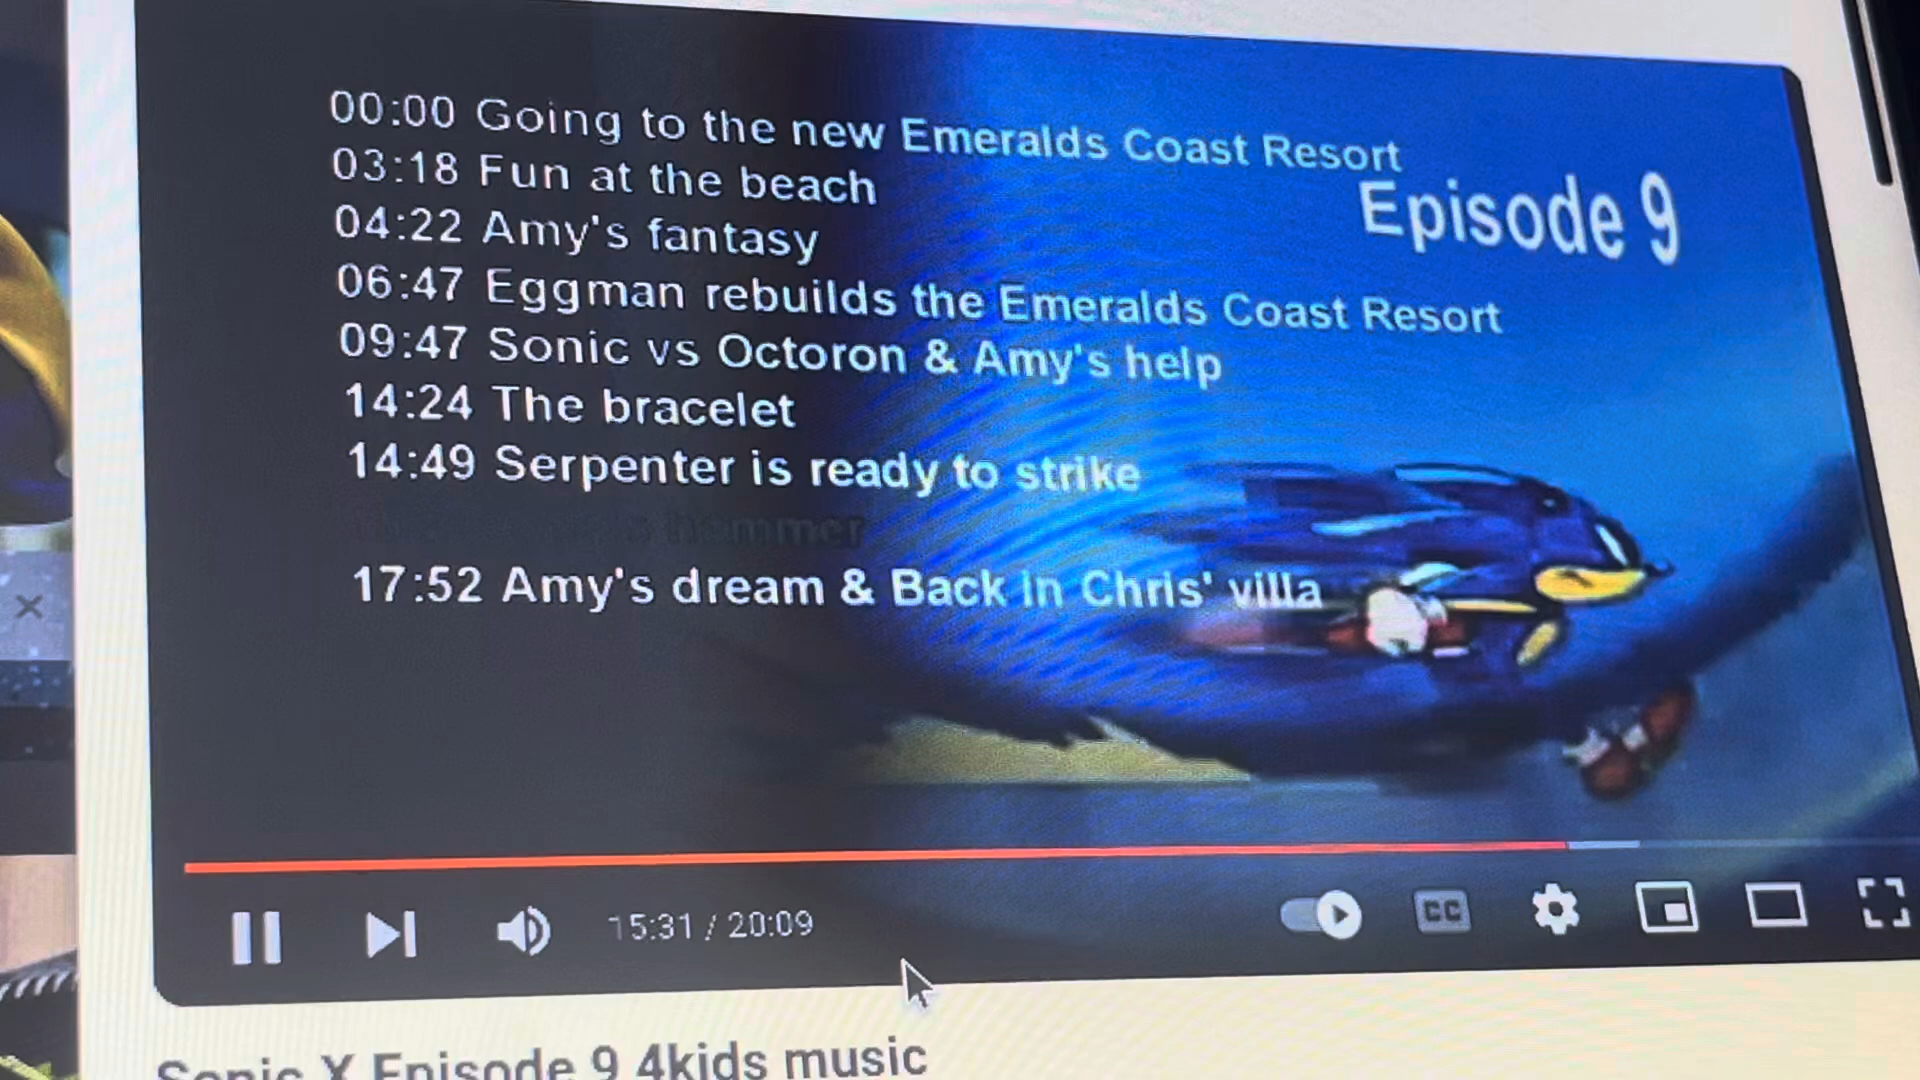 00:00 Going to the new Emeralds Coast Resort
03:18 Fun at the beach
Episode 9
04:22 Amy's fantasy
06:47 Eggman rebuilds the Emeralds Coast Resort
09:47 Sonic vs Octoron & Amy's help
14:24 The bracelet
14:49 Serpenter is ready to strike
hammer
17:52 Amy's dream & Back in Chris' villa
15:31 / 20:09
CC
Sonic X Episode 9 4kids music